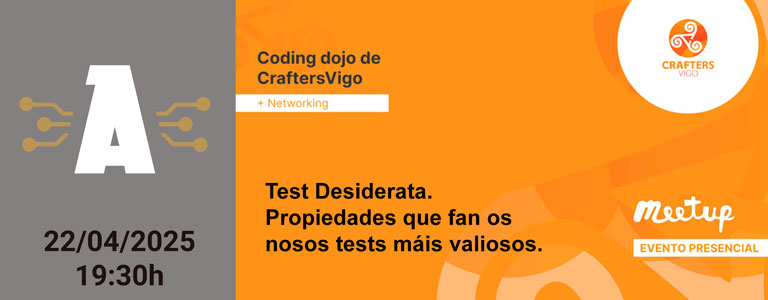 A
22/04/2025
19:30h
Coding dojo de
CraftersVigo
+ Networking
Test Desiderata.
Propiedades que fan os
nosos tests máis valiosos.
CRAFTERS
VIGO
Meetup
EVENTO PRESENCIAL